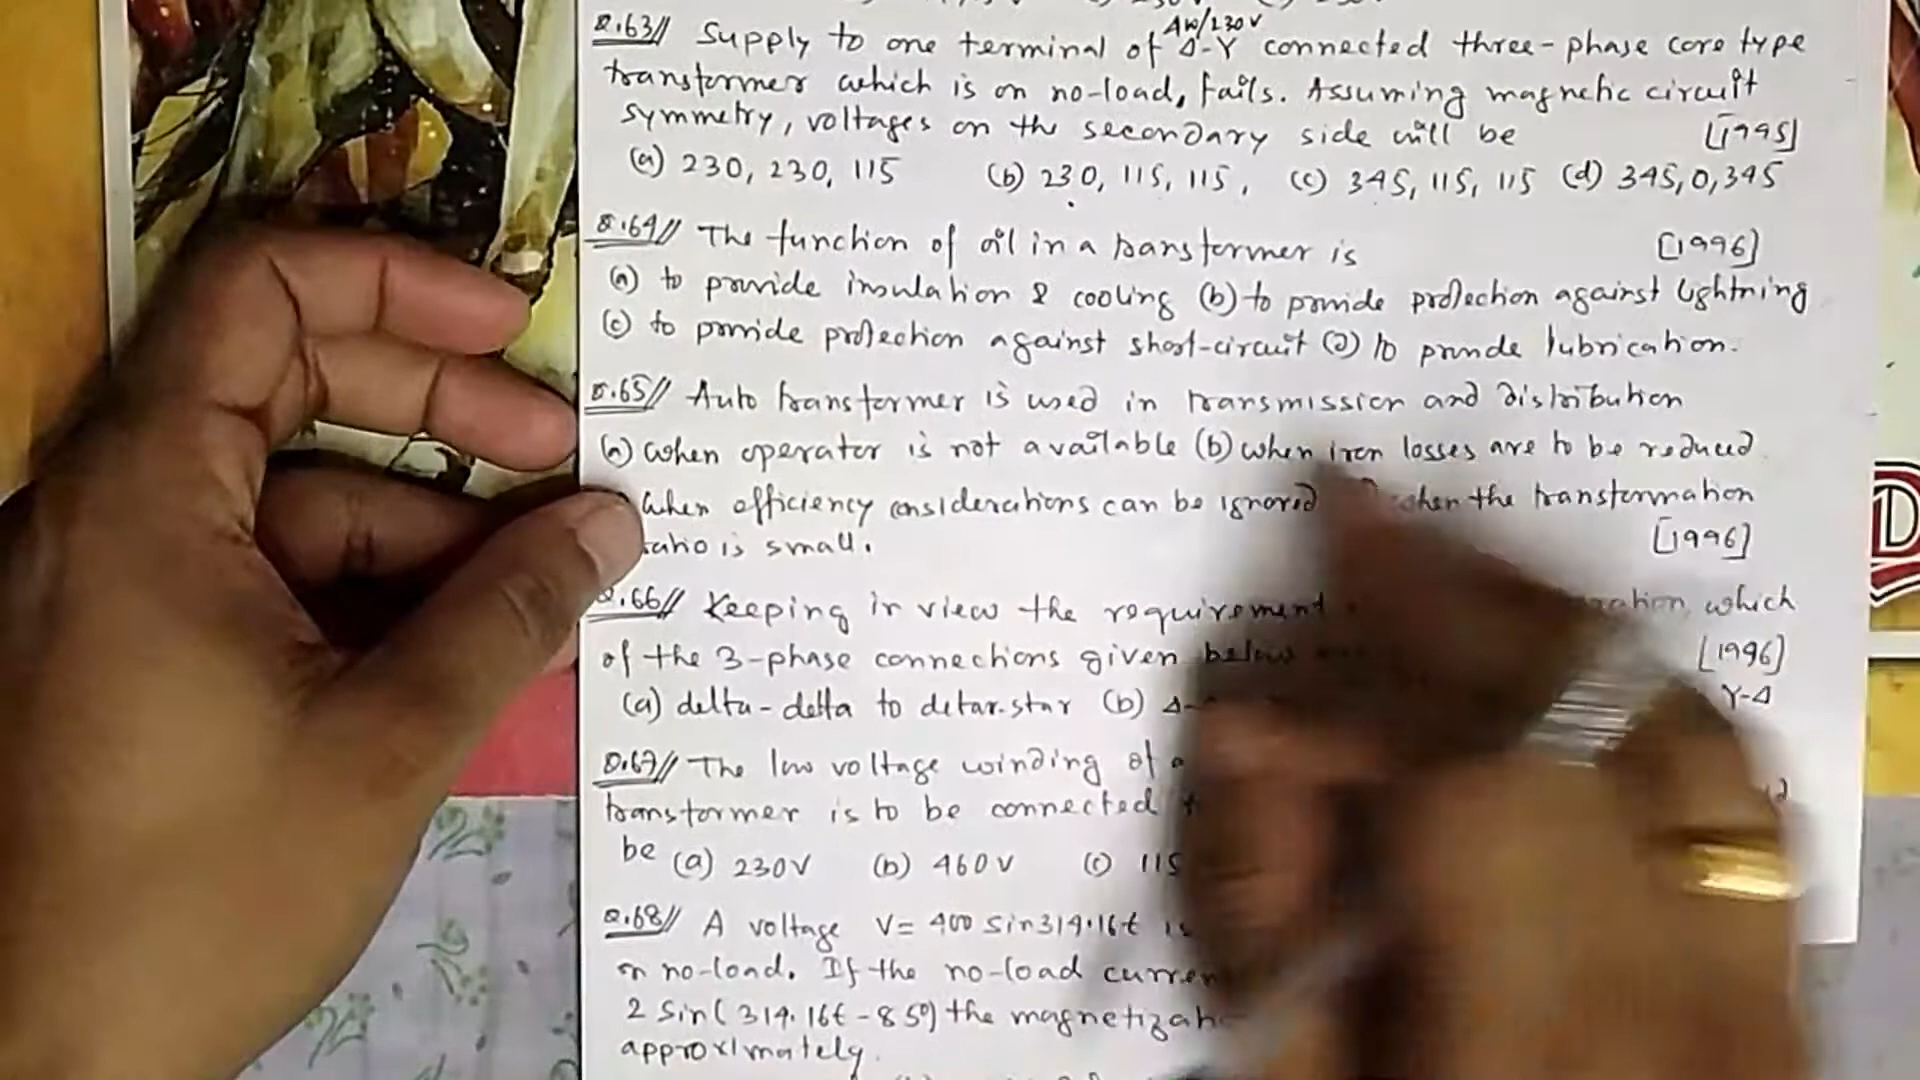 Q.63// Supply to one terminal of Δ-Y connected three-phase core type
transformer which is on no-load, fails. Assuming magnetic circuit
symmetry, voltages on the secondary side will be [1995]
(a) 230, 230, 115 (b) 230, 115, 115, (c) 345, 115, 115 (d) 345, 0, 345
Q.64// The function of oil in a transformer is [1996]
(a) to provide insulation & cooling (b) to provide protection against lightning
(c) to provide protection against short-circuit (d) to provide lubrication.
Q.65// Auto transformer is used in transmission and distribution
(a) when operator is not available (b) when iron losses are to be reduced
when efficiency considerations can be ignored when the transformation
ratio is small. [1996]
Q.66// Keeping in view the requirement which
of the 3-phase connections given below [1996]
(a) delta-delta to detar-star (b) Δ- Y-Δ
Q.67// The low voltage winding of a
transformer is to be connected
be (a) 230V (b) 460V (c) 115
Q.68// A voltage V= 400 sin314.16t is
on no-load. If the no-load
2 sin(314.16t - 85°) the
approximately.